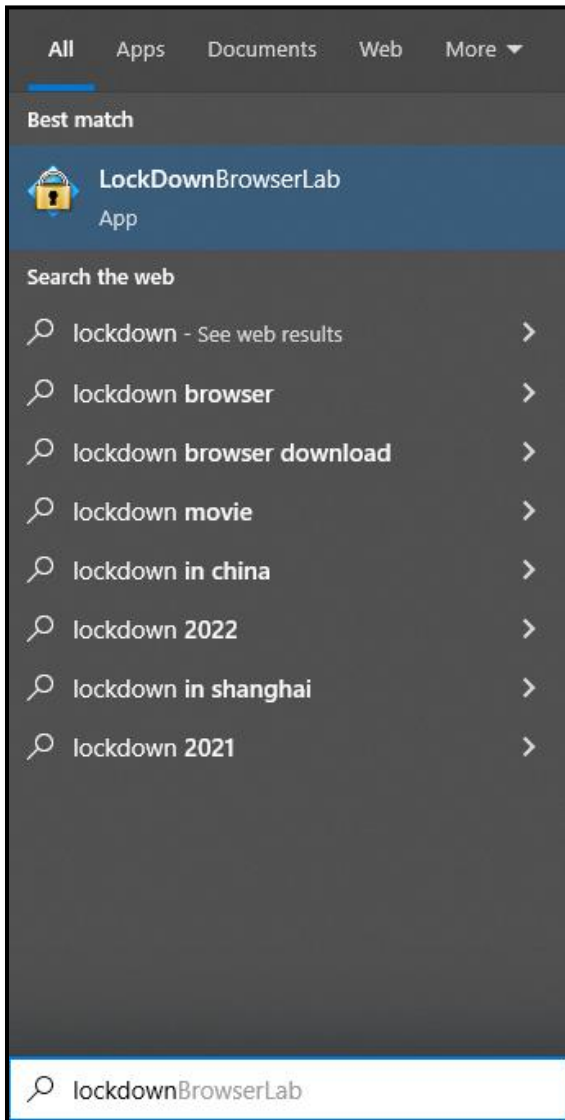 All Apps Documents Web More
Best match
LockDownBrowserLab
App
Search the web
lockdown - See web results
lockdown browser
lockdown browser download
lockdown movie
lockdown in china
lockdown 2022
lockdown in shanghai
lockdown 2021
lockdownBrowserLab